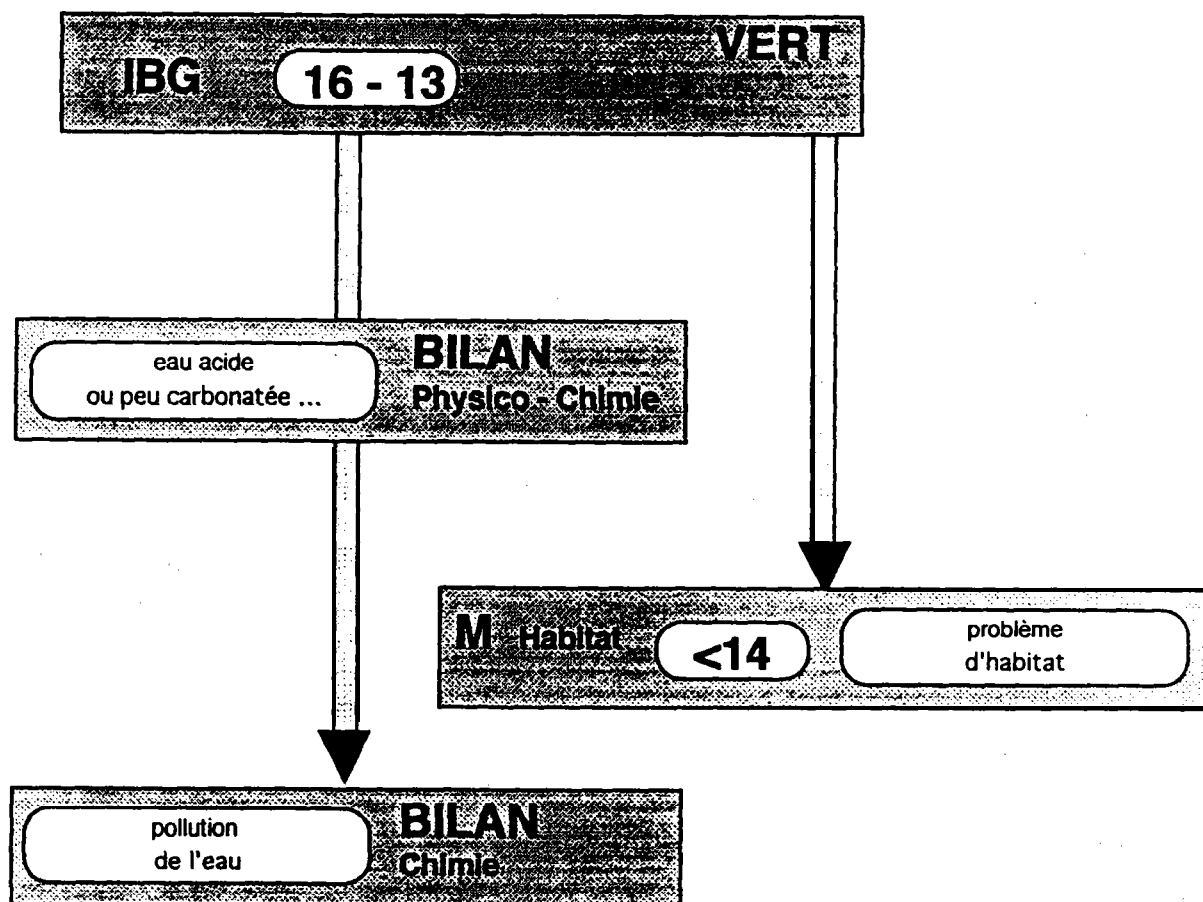 IBG 16 - 13 VERT
eau acide
ou peu carbonatée ...
BILAN
Physico - Chimie
M Habitat <14
problème
d'habitat
pollution
de l'eau
BILAN
Chimie